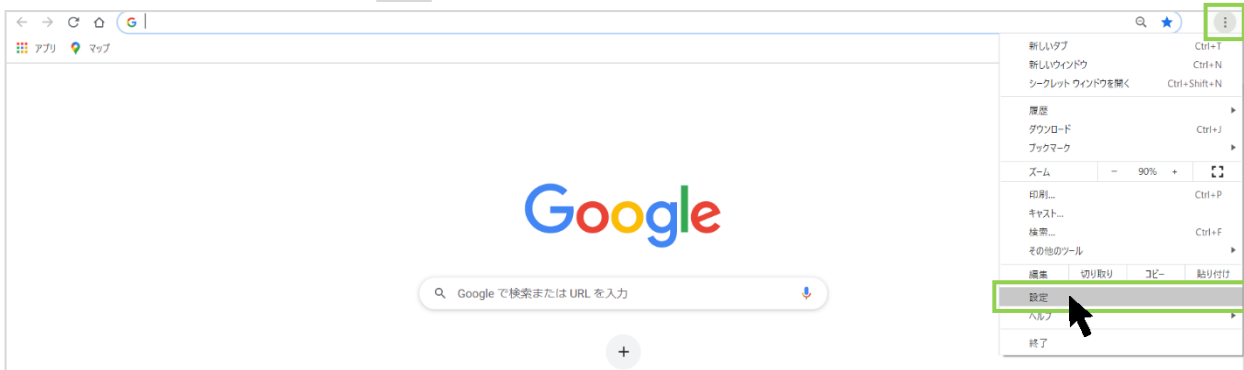 G
アプリ マップ
新しいタブ Ctrl+T
新しいウィンドウ Ctrl+N
シークレット ウィンドウを開く Ctrl+Shift+N
履歴
ダウンロード Ctrl+J
ブックマーク
ズーム - 90% +
印刷... Ctrl+P
キャスト...
検索... Ctrl+F
その他のツール
編集 切り取り コピー 貼り付け
設定
ヘルプ
終了
Google
Google で検索または URL を入力